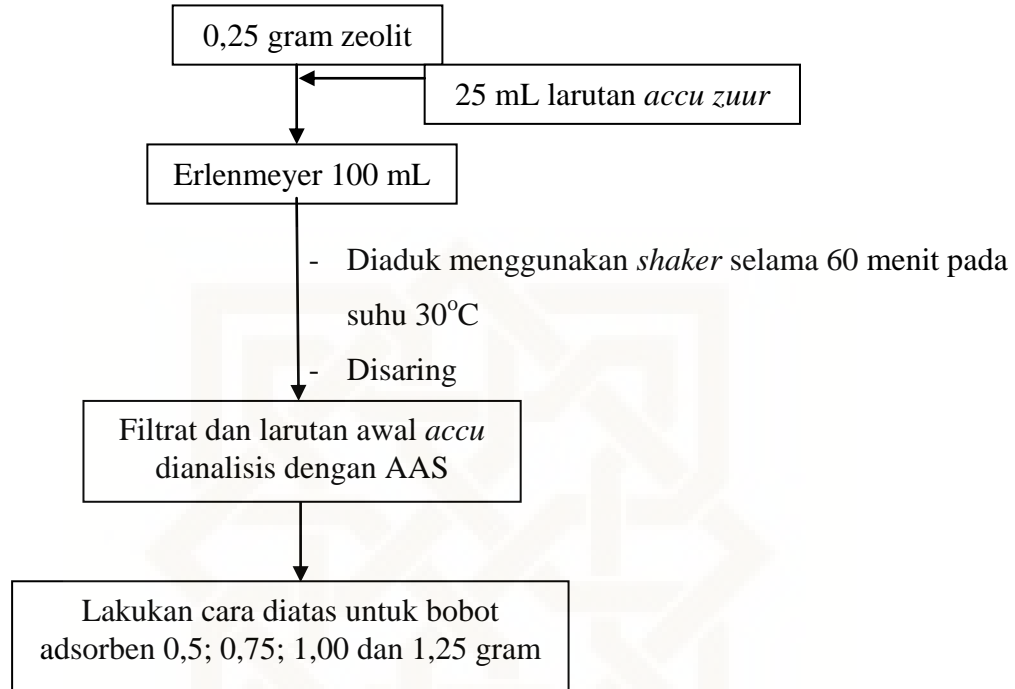 0,25 gram zeolit
25 mL larutan accu zuur
Erlenmeyer 100 mL
- Diaduk menggunakan shaker selama 60 menit pada
suhu 30°C
- Disaring
Filtrat dan larutan awal accu
dianalisis dengan AAS
Lakukan cara diatas untuk bobot
adsorben 0,5; 0,75; 1,00 dan 1,25 gram